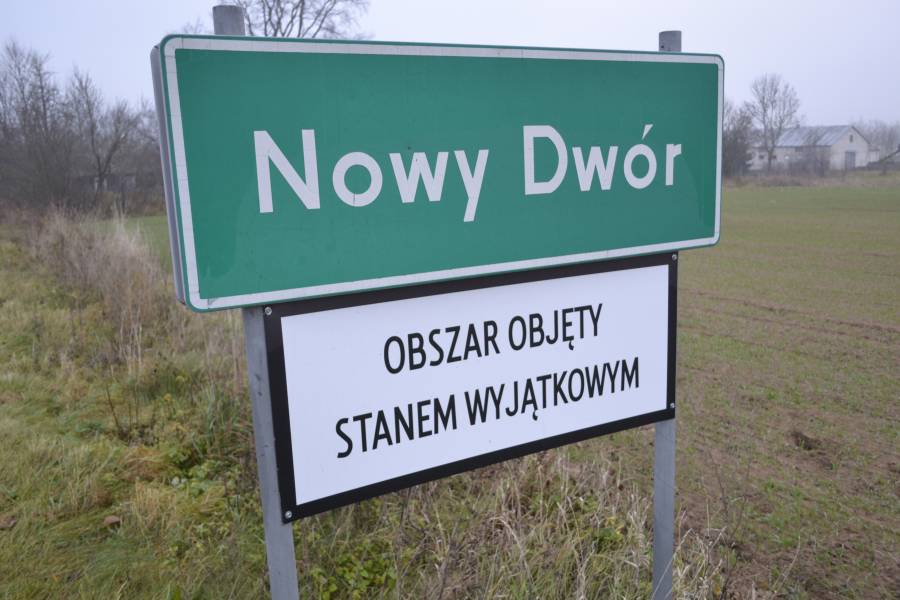 Nowy Dwór
OBSZAR OBJĘTY
STANEM WYJĄTKOWYM